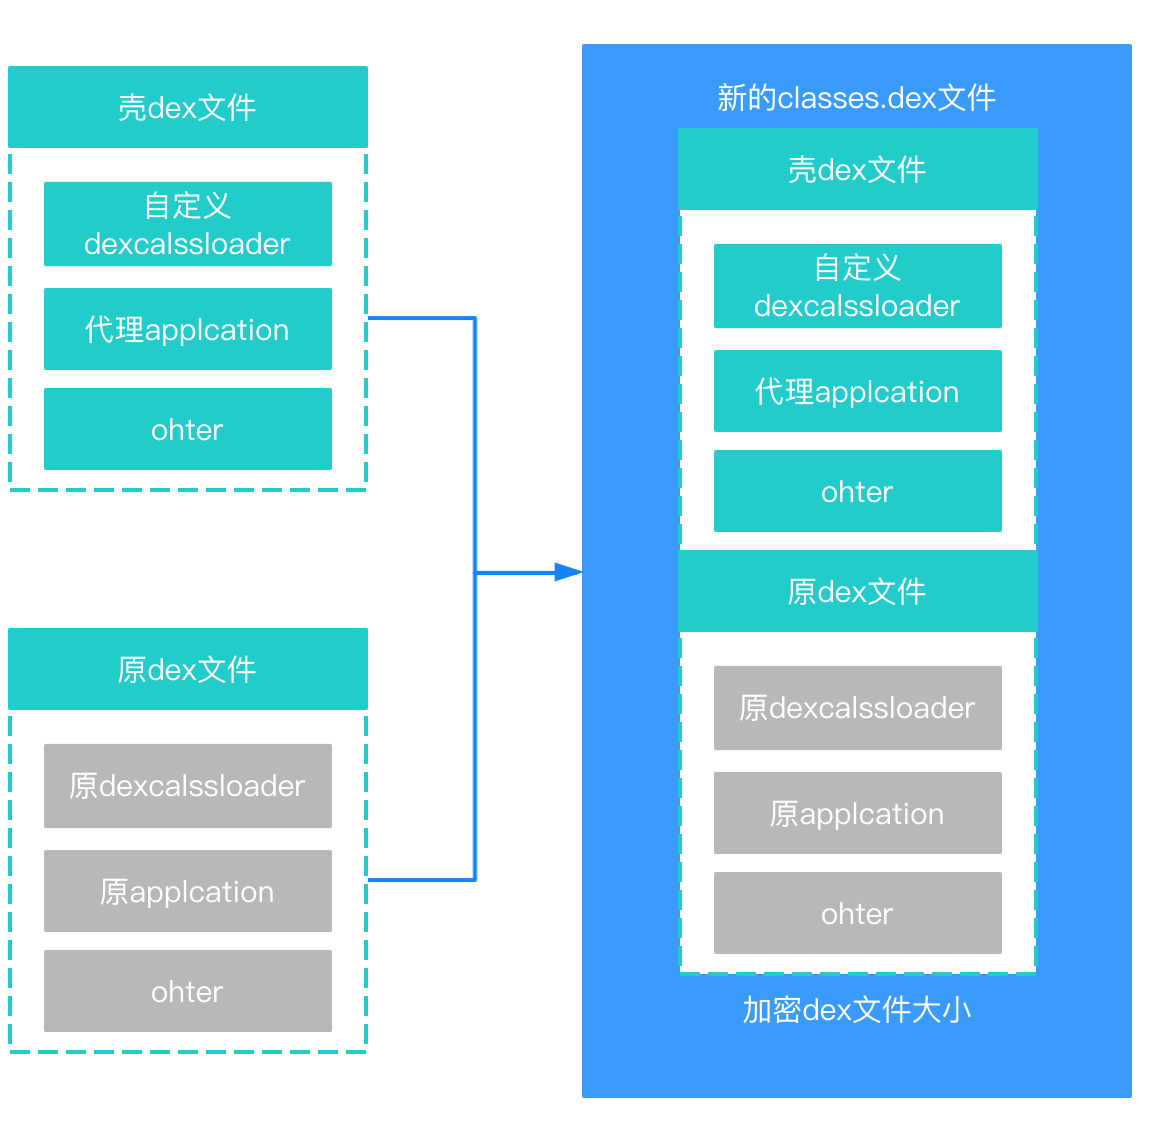 壳dex文件
自定义
dexcalssloader
代理applcation
ohter
原dex文件
原dexcalssloader
原applcation
ohter
新的classes.dex文件
壳dex文件
自定义
dexcalssloader
代理applcation
ohter
原dex文件
原dexcalssloader
原applcation
ohter
加密dex文件大小